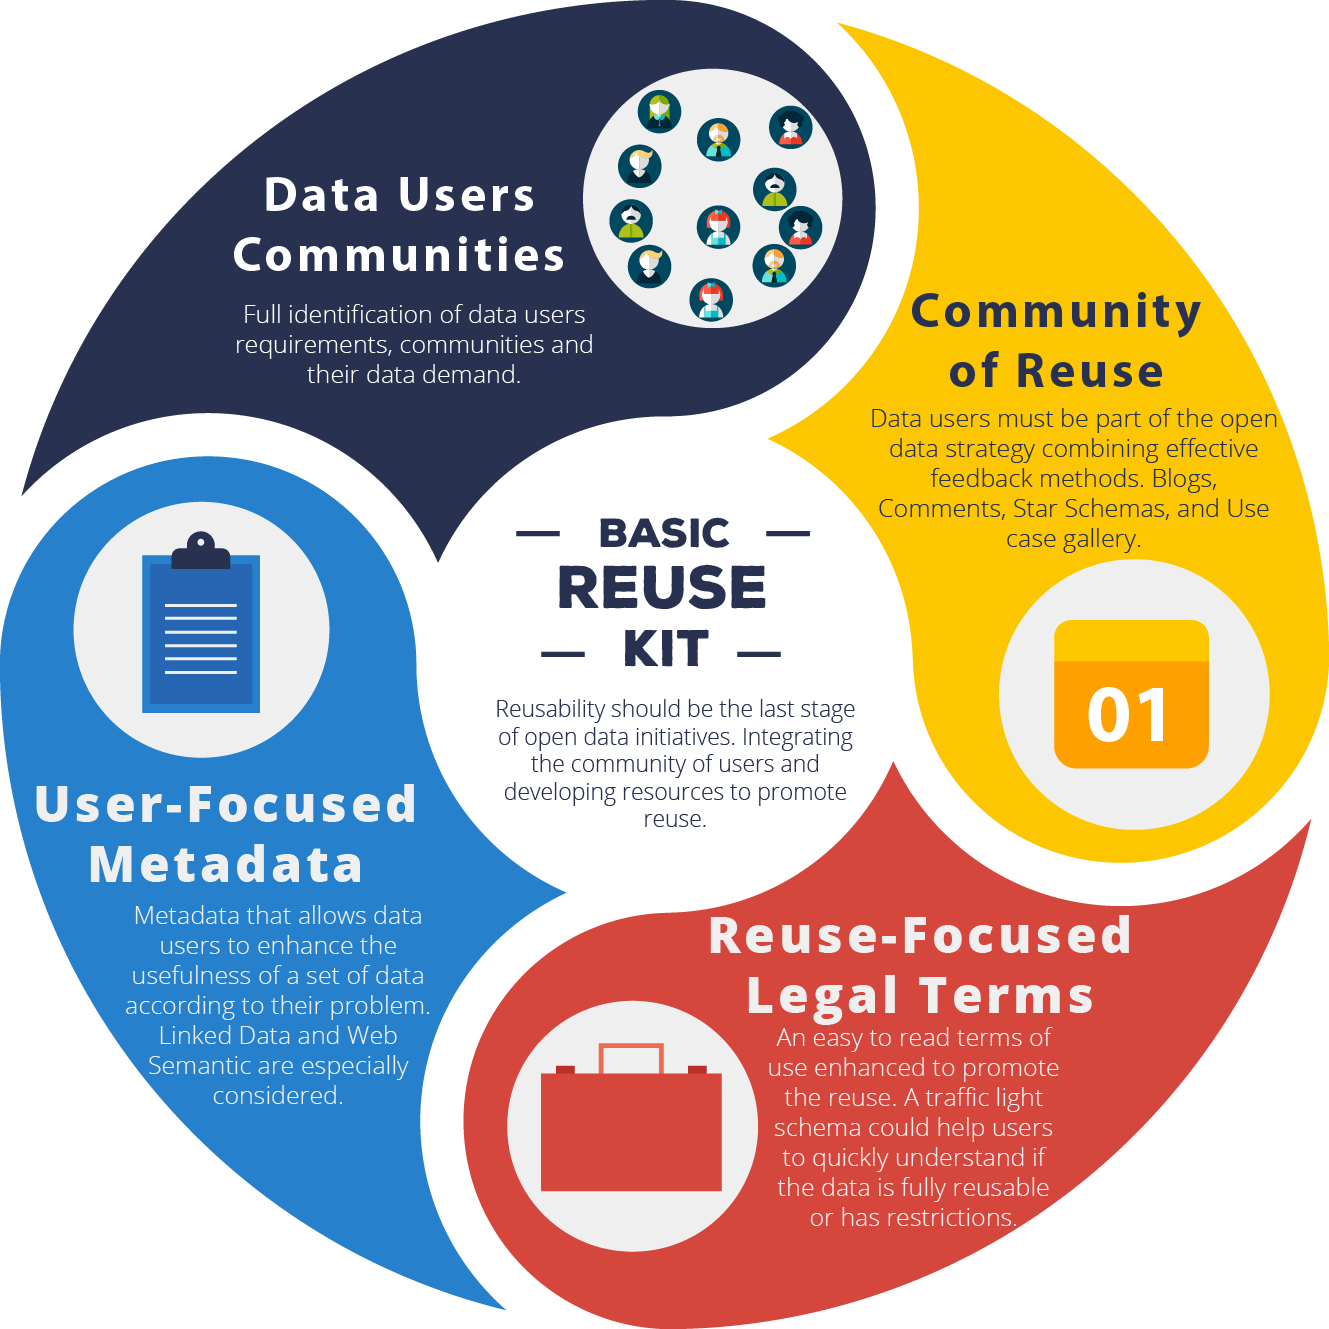 Data Users
Communities
Full identification of data users
requirements, communities and
their data demand.
Community
of Reuse
Data users must be part of the open
data strategy combining effective
feedback methods. Blogs,
Comments, Star Schemas, and Use
case gallery.
01
BASIC
REUSE
KIT
Reusability should be the last stage
of open data initiatives. Integrating
the community of users and
developing resources to promote
reuse.
User-Focused
Metadata
Metadata that allows data
users to enhance the
usefulness of a set of data
according to their problem.
Linked Data and Web
Semantic are especially
considered.
Reuse-Focused
Legal Terms
An easy to read terms of
use enhanced to promote
the reuse. A traffic light
schema could help users
to quickly understand if
the data is fully reusable
or has restrictions.